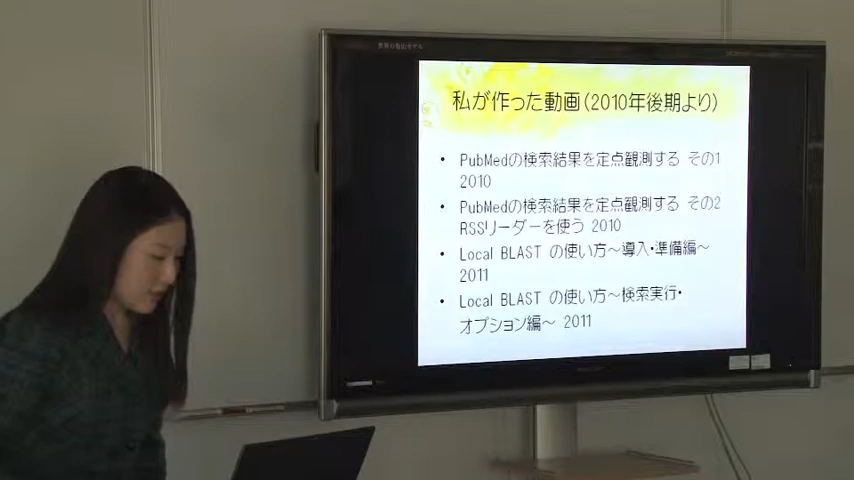 私が作った動画(2010年後期より)
• PubMedの検索結果を定点観測する その1
2010
• PubMedの検索結果を定点観測する その2
RSSリーダーを使う 2010
• Local BLAST の使い方～導入・準備編～
2011
• Local BLAST の使い方～検索実行・
オプション編～ 2011